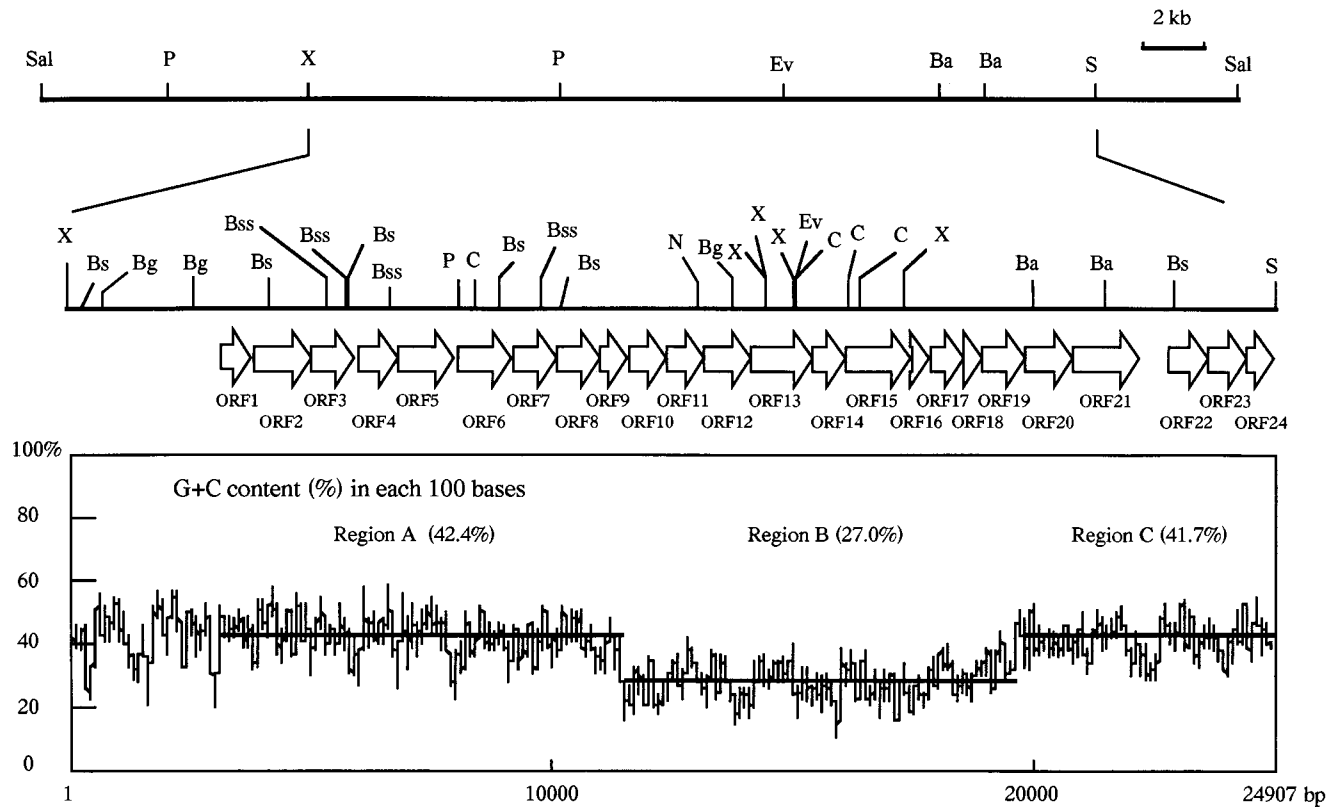 2 kb
Sal P X P Ev Ba Ba S Sal
X Bs Bg Bg Bs Bss Bss Bs Bss P C Bs Bss Bs N Bg X X X Ev C C C X Ba Ba Bs S
ORF1 ORF3 ORF5 ORF7 ORF9 ORF11 ORF13 ORF15 ORF17 ORF19 ORF21 ORF23
ORF2 ORF4 ORF6 ORF8 ORF10 ORF12 ORF14 ORF16 ORF18 ORF20 ORF22 ORF24
100%
G+C content (%) in each 100 bases
80
Region A (42.4%) Region B (27.0%) Region C (41.7%)
60
40
20
0
1 10000 20000 24907 bp